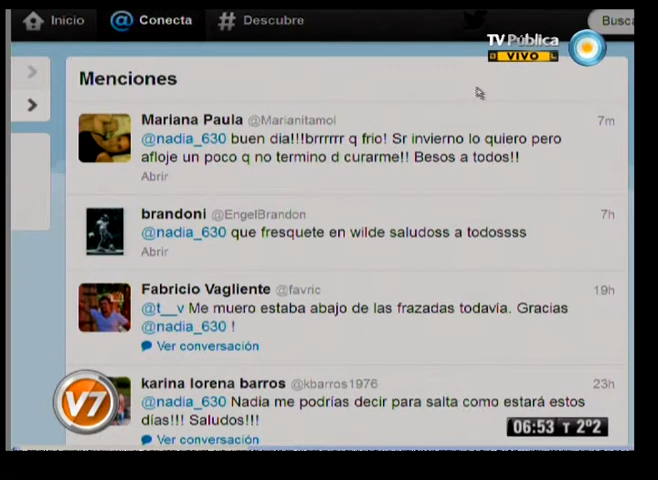 Inicio @ Conecta # Descubre Busca
TV Pública
VIVO
Menciones
Mariana Paula @Marianitamol 7m
@nadia_630 buen dia!!!brrrrrr q frio! Sr invierno lo quiero pero
afloje un poco q no termino d curarme!! Besos a todos!!
Abrir
brandoni @EngelBrandon 7h
@nadia_630 que fresquete en wilde saludoss a todossss
Abrir
Fabricio Vagliente @favric 19h
@t__v Me muero estaba abajo de las frazadas todavía. Gracias
@nadia_630 !
Ver conversación
karina lorena barros @kbarros1976 23h
@nadia_630 Nadia me podrías decir para salta como estará estos
días!!! Saludos!!!
Ver conversación
V7
06:53 T 2º2